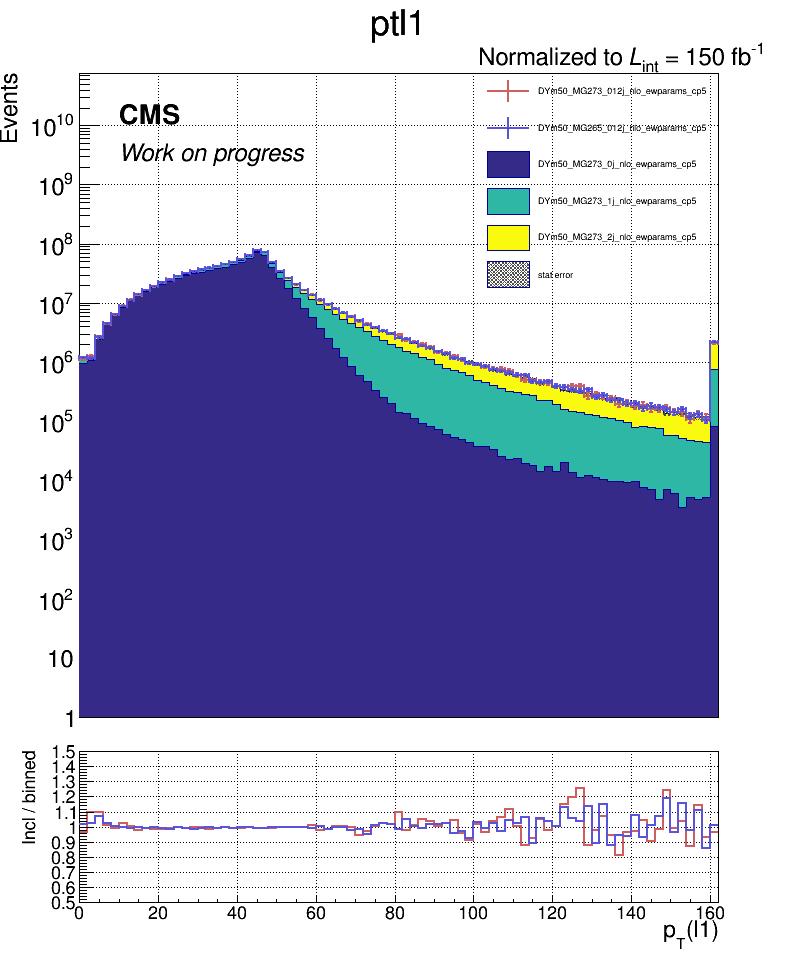 ptl1
Normalized to L_int = 150 fb^-1
Events
CMS
Work on progress
DYm50_MG273_012j_nlo_ewparams_cp5
DYm50_MG265_012j_nlo_ewparams_cp5
DYm50_MG273_0j_nlo_ewparams_cp5
DYm50_MG273_1j_nlo_ewparams_cp5
DYm50_MG273_2j_nlo_ewparams_cp5
stat error
10^10
10^9
10^8
10^7
10^6
10^5
10^4
10^3
10^2
10
1
Incl / binned
1.5
1.4
1.3
1.2
1.1
1
0.9
0.8
0.7
0.6
0.5
0 20 40 60 80 100 120 140 160
p_T(l1)